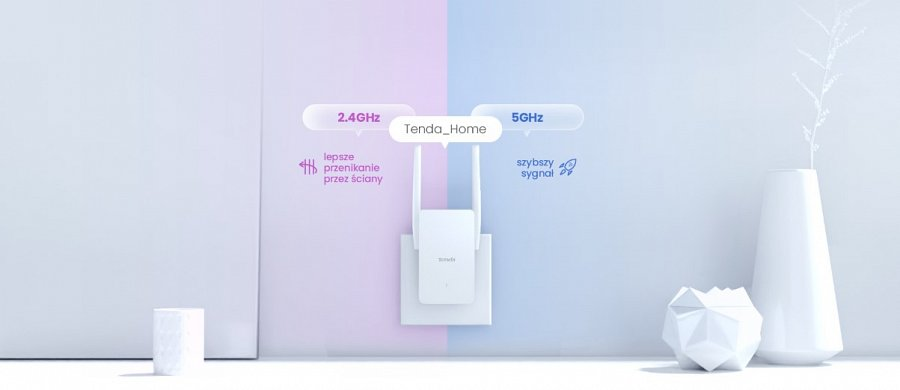 2.4GHz
Tenda_Home
5GHz
lepsze
przenikanie
przez ściany
szybszy
sygnał
Tenda